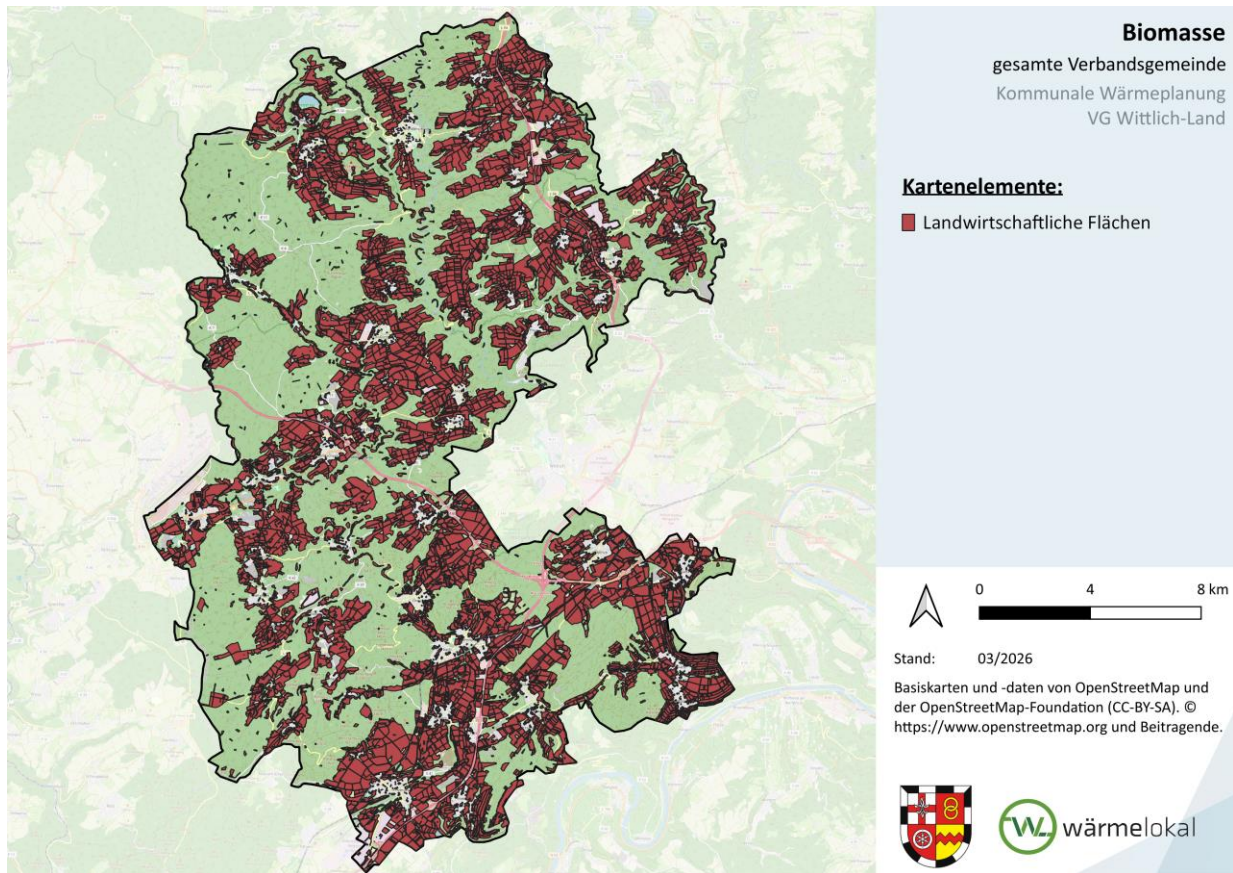 Biomasse
gesamte Verbandsgemeinde
Kommunale Wärmeplanung
VG Wittlich-Land
Kartenelemente:
Landwirtschaftliche Flächen
0 4 8 km
Stand: 03/2026
Basiskarten und -daten von OpenStreetMap und
der OpenStreetMap-Foundation (CC-BY-SA). ©
https://www.openstreetmap.org und Beitragende.
wärmelokal